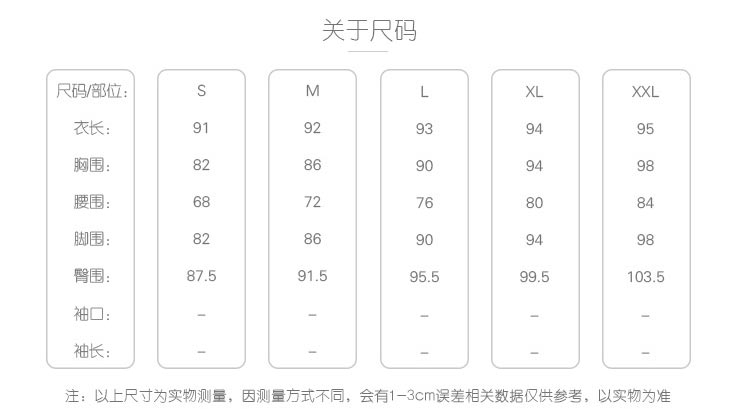 关于尺码
尺码/部位: S M L XL XXL
衣长: 91 92 93 94 95
胸围: 82 86 90 94 98
腰围: 68 72 76 80 84
脚围: 82 86 90 94 98
臀围: 87.5 91.5 95.5 99.5 103.5
袖口: – – – – –
袖长: – – – – –
注: 以上尺寸为实物测量，因测量方式不同，会有1-3cm误差相关数据仅供参考，以实物为准